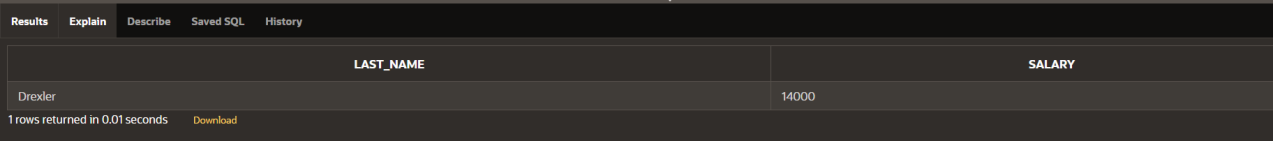 Results Explain Describe Saved SQL History
LAST_NAME SALARY
Drexler 14000
1 rows returned in 0.01 seconds Download